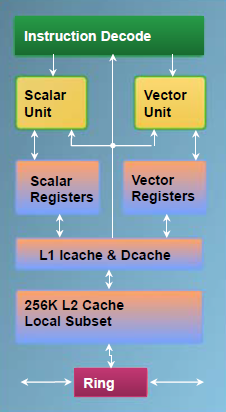 Instruction Decode
Scalar
Unit
Vector
Unit
Scalar
Registers
Vector
Registers
L1 Icache & Dcache
256K L2 Cache
Local Subset
Ring